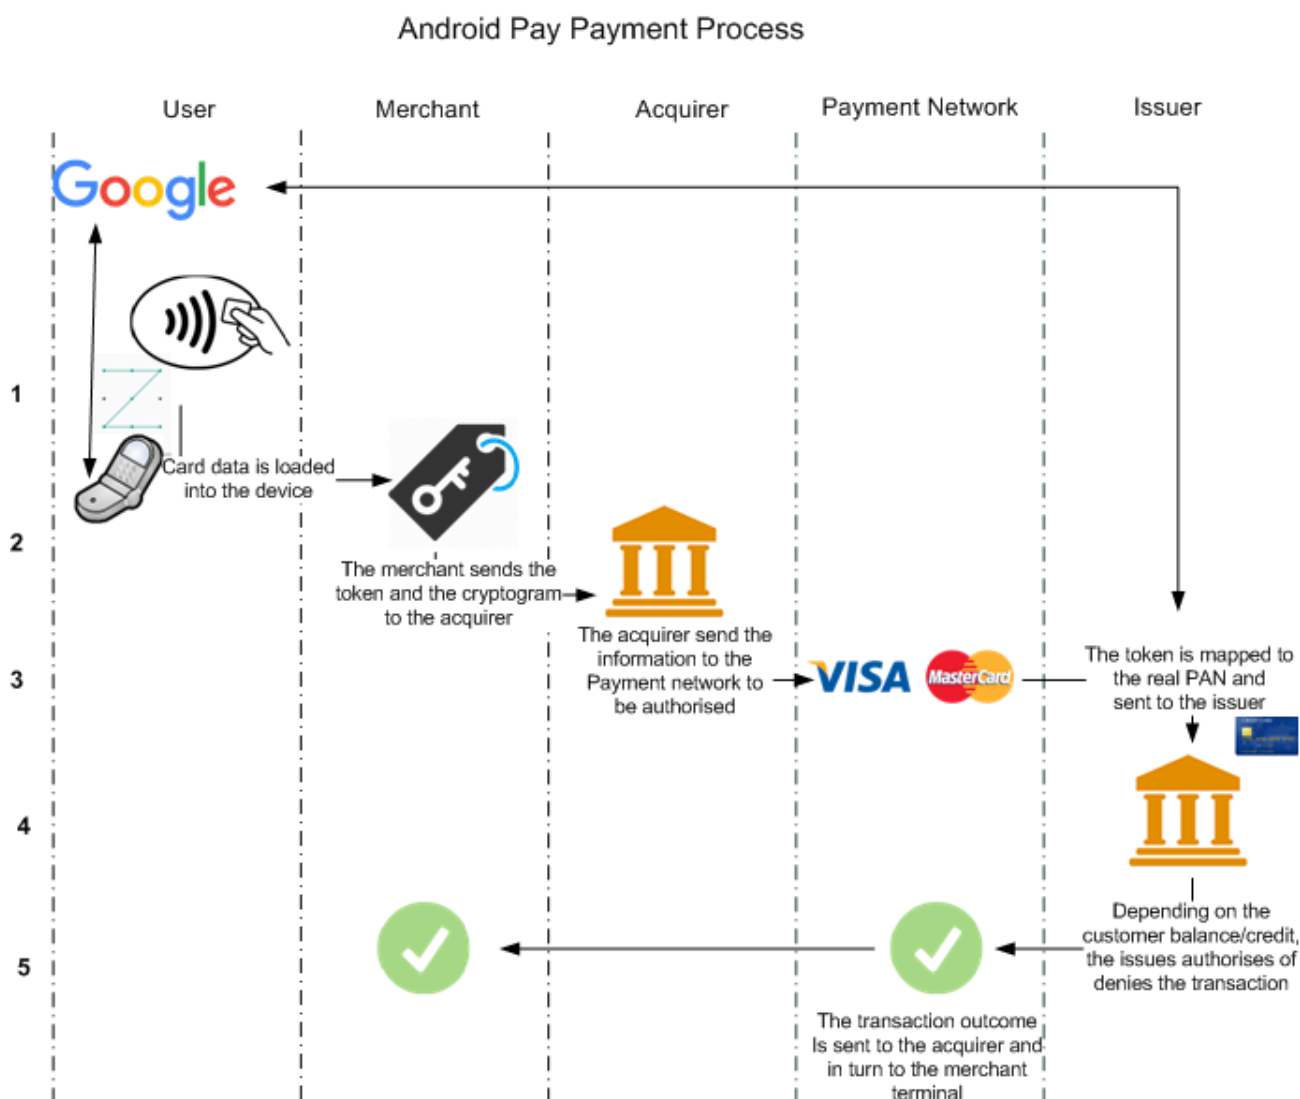 Android Pay Payment Process
User
Merchant
Acquirer
Payment Network
Issuer
Google
1
Card data is loaded
into the device
2
The merchant sends the
token and the cryptogram
to the acquirer
The acquirer send the
information to the
Payment network to
be authorised
3
VISA
MasterCard
The token is mapped to
the real PAN and
sent to the issuer
4
Depending on the
customer balance/credit,
the issues authorises of
denies the transaction
5
The transaction outcome
Is sent to the acquirer and
in turn to the merchant
terminal